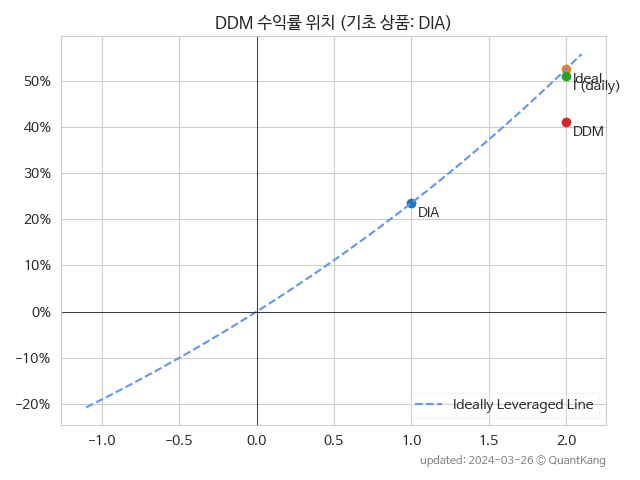 DDM 수익률 위치 (기초 상품: DIA)
50%
40%
30%
20%
10%
0%
−10%
−20%
Ideal
I (daily)
DDM
DIA
Ideally Leveraged Line
−1.0 −0.5 0.0 0.5 1.0 1.5 2.0
updated: 2024-03-26 © QuantKang